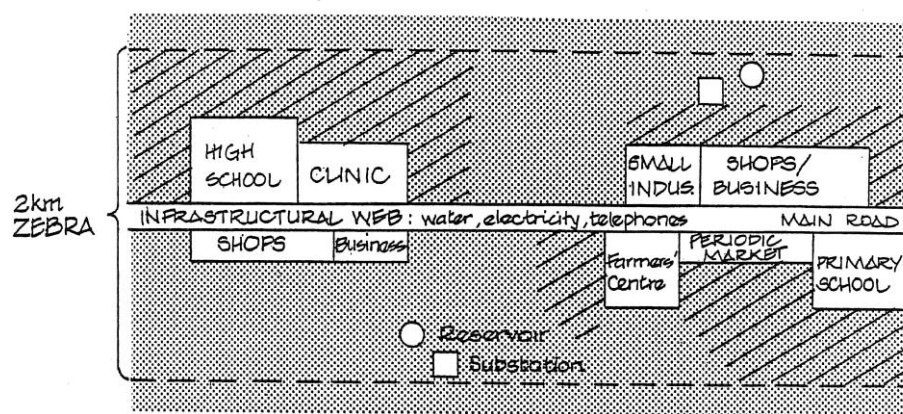 HIGH
SCHOOL
CLINIC
SMALL
INDUS.
SHOPS/
BUSINESS
2km
ZEBRA
INFRASTRUCTURAL WEB: water, electricity, telephones
MAIN ROAD
SHOPS
Business
Farmers'
Centre
PERIODIC
MARKET
PRIMARY
SCHOOL
Reservoir
Substation